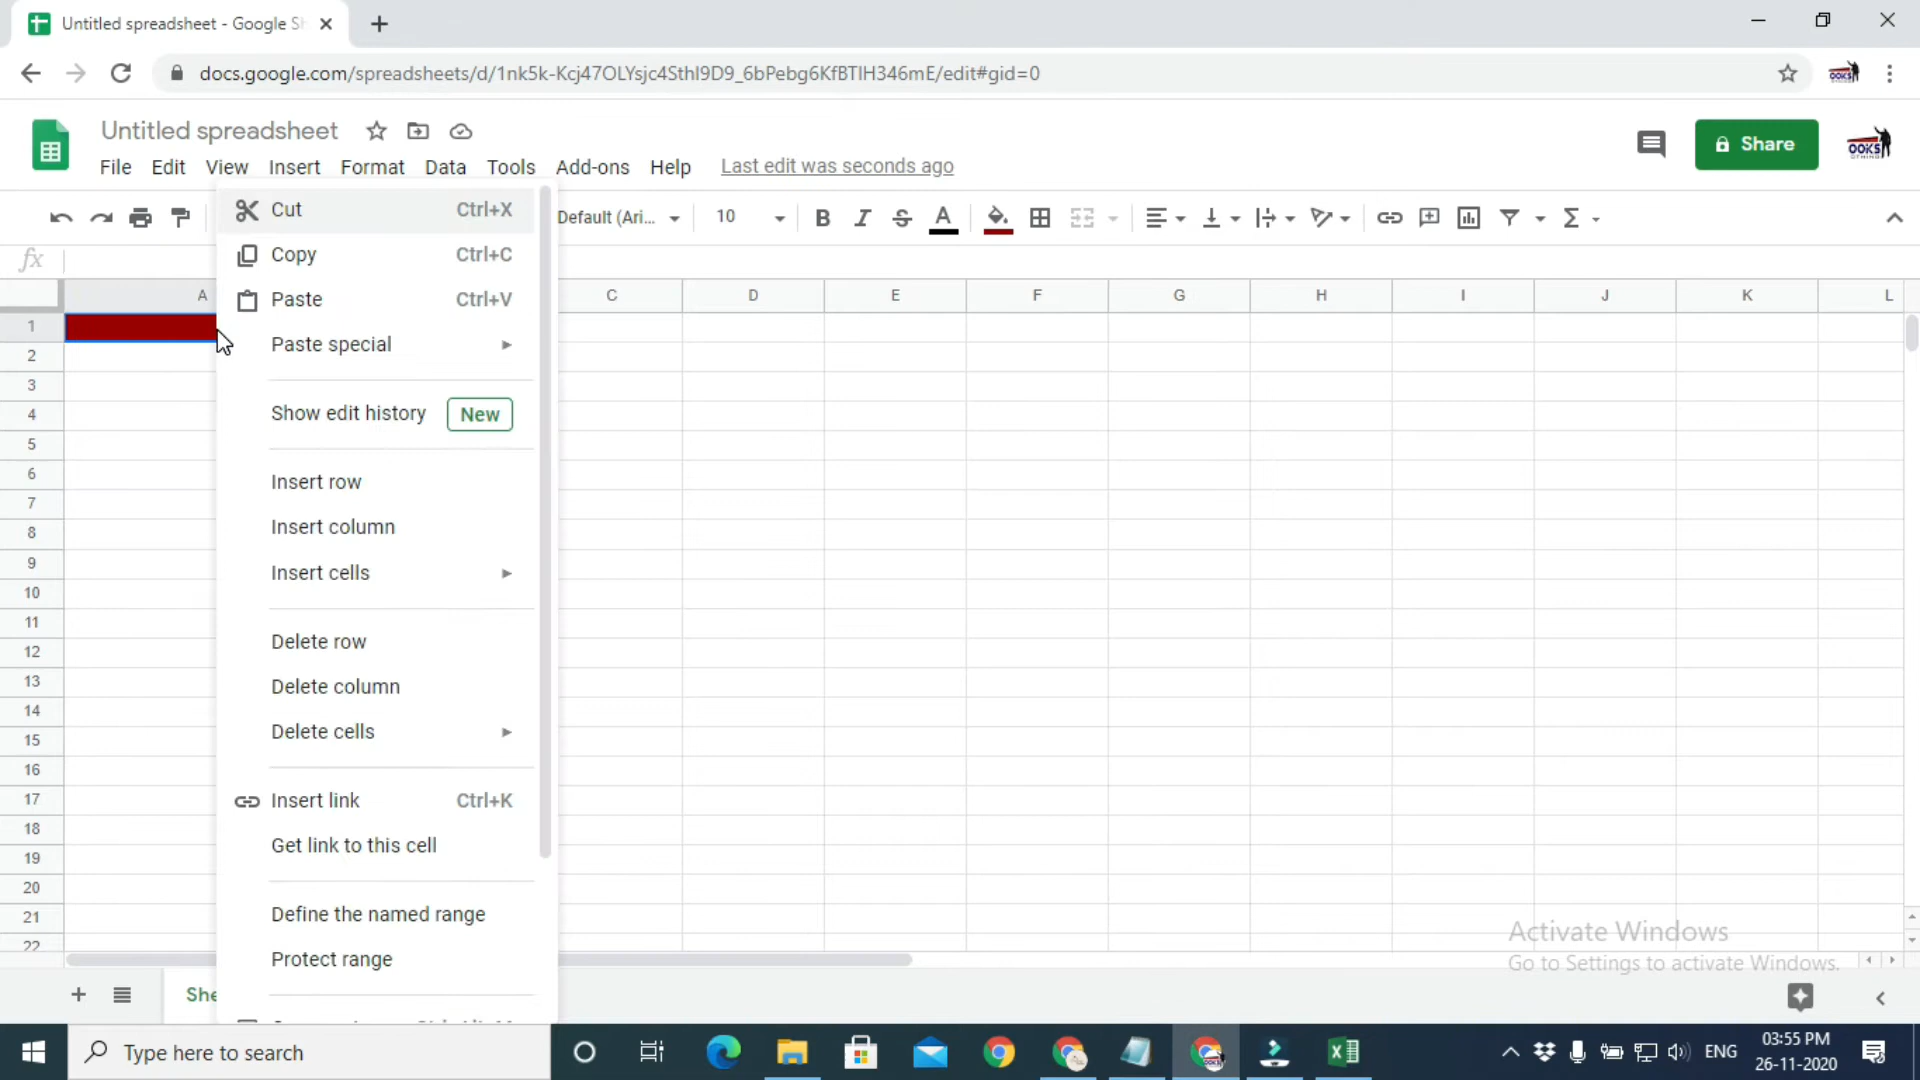 Untitled spreadsheet - Google S
docs.google.com/spreadsheets/d/1nk5k-Kcj47OLYsjc4SthI9D9_6bPebg6KfBTIH346mE/edit#gid=0
Untitled spreadsheet
File Edit View Insert Format Data Tools Add-ons Help Last edit was seconds ago
Share
Default (Ari... 10
fx
A C D E F G H I J K L
Cut Ctrl+X
Copy Ctrl+C
Paste Ctrl+V
Paste special
Show edit history New
Insert row
Insert column
Insert cells
Delete row
Delete column
Delete cells
Insert link Ctrl+K
Get link to this cell
Define the named range
Protect range
1
2
3
4
5
6
7
8
9
10
11
12
13
14
15
16
17
18
19
20
21
22
Activate Windows
Go to Settings to activate Windows.
She
Type here to search
ENG
03:55 PM
26-11-2020